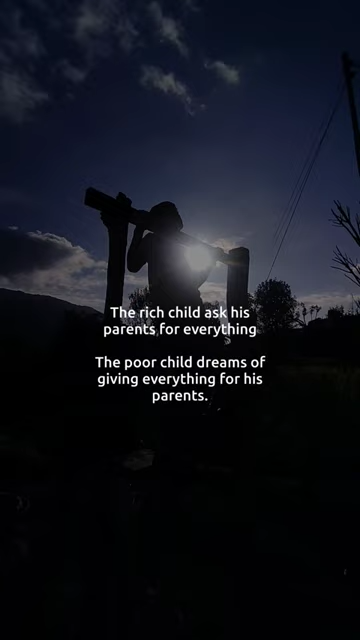 The rich child ask his
parents for everything
The poor child dreams of
giving everything for his
parents.